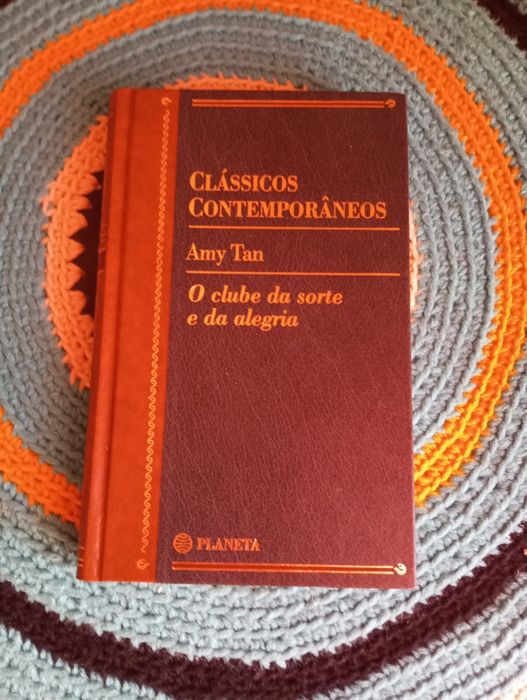 CLÁSSICOS
CONTEMPORÂNEOS
Amy Tan
O clube da sorte
e da alegria
PLANETA